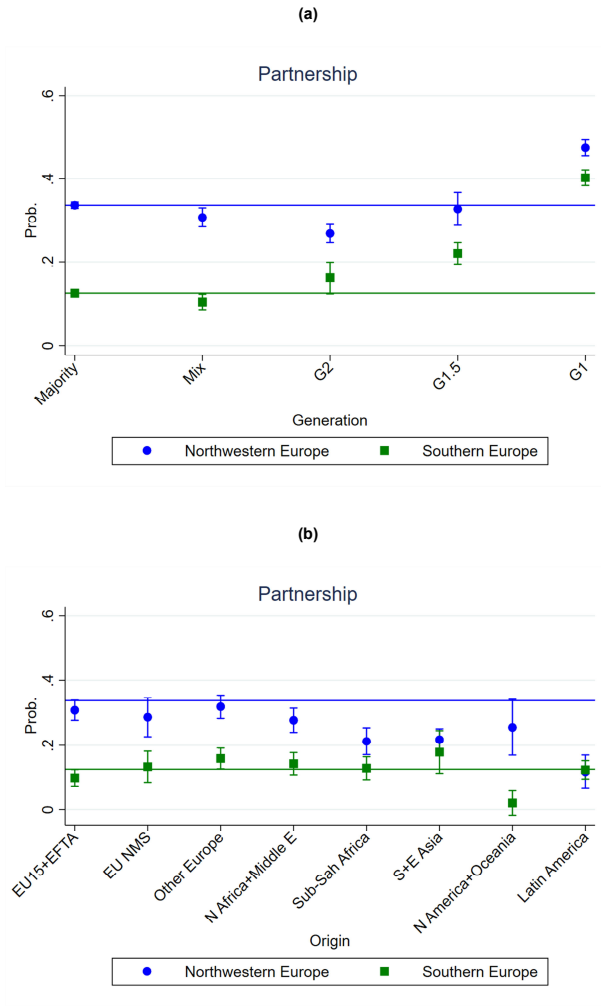 (a)
Partnership
.6
.4
.2
0
Prob.
Majority
Mix
G2
G1.5
G1
Generation
Northwestern Europe
Southern Europe
(b)
Partnership
.6
.4
.2
0
Prob.
EU15+EFTA
EU NMS
Other Europe
N Africa+Middle E
Sub-Sah Africa
S+E Asia
N America+Oceania
Latin America
Origin
Northwestern Europe
Southern Europe